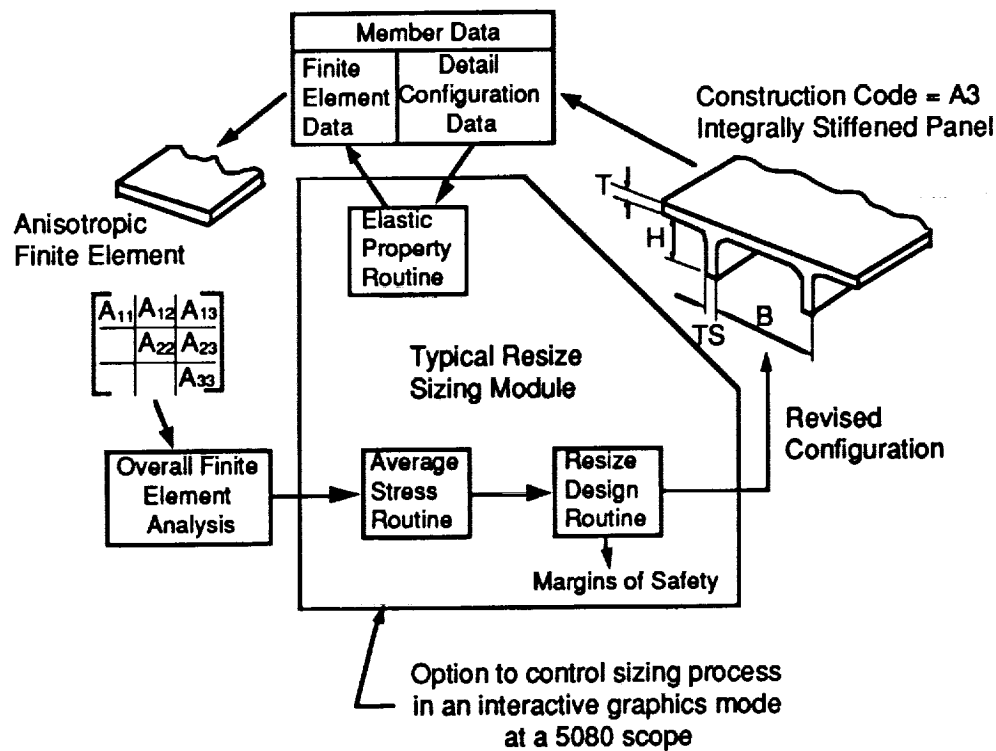 Member Data
Finite
Element
Data
Detail
Configuration
Data
Construction Code = A3
Integrally Stiffened Panel
T
H
TS
B
Anisotropic
Finite Element
A11 A12 A13
A22 A23
A33
Elastic
Property
Routine
Typical Resize
Sizing Module
Revised
Configuration
Overall Finite
Element
Analysis
Average
Stress
Routine
Resize
Design
Routine
Margins of Safety
Option to control sizing process
in an interactive graphics mode
at a 5080 scope